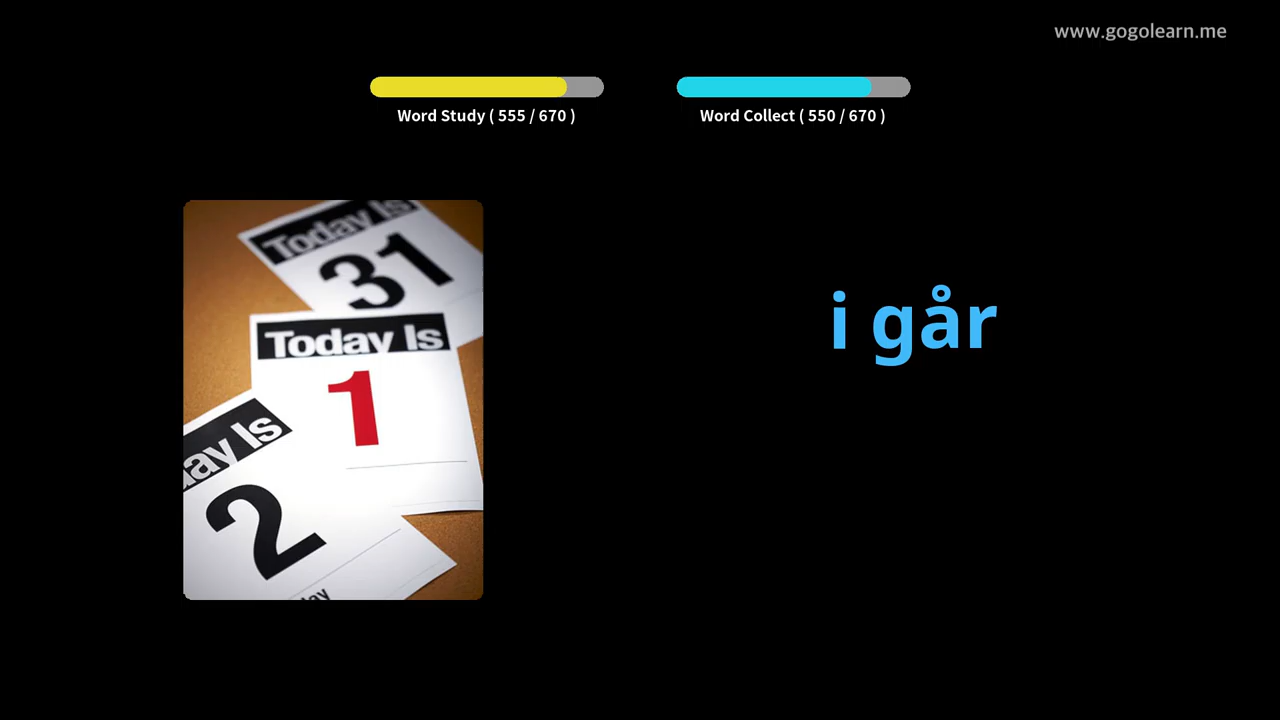 www.gogolearn.me
Word Study ( 555 / 670 )
Word Collect ( 550 / 670 )
Today Is
31
Today Is
1
i går
ay Is
2
ay